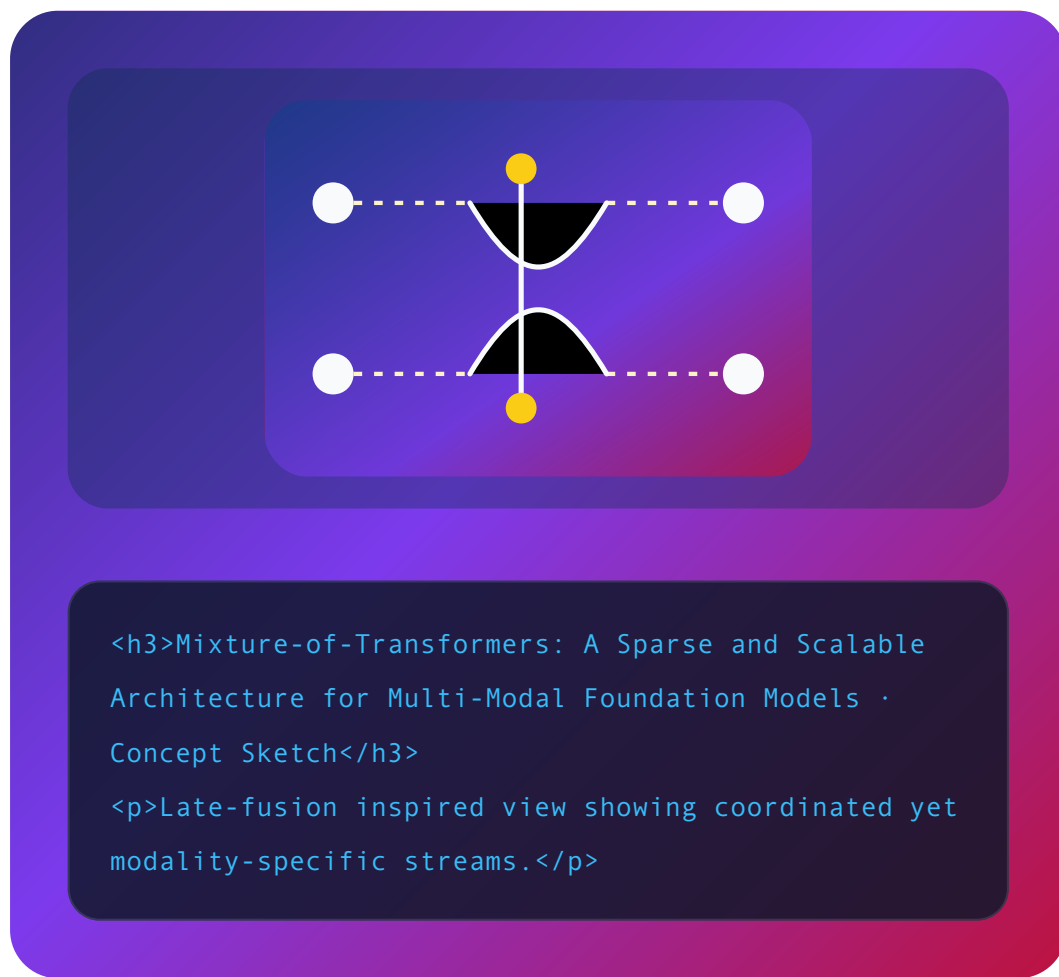 <h3>Mixture-of-Transformers: A Sparse and Scalable
Architecture for Multi-Modal Foundation Models ·
Concept Sketch</h3>
<p>Late-fusion inspired view showing coordinated yet
modality-specific streams.</p>